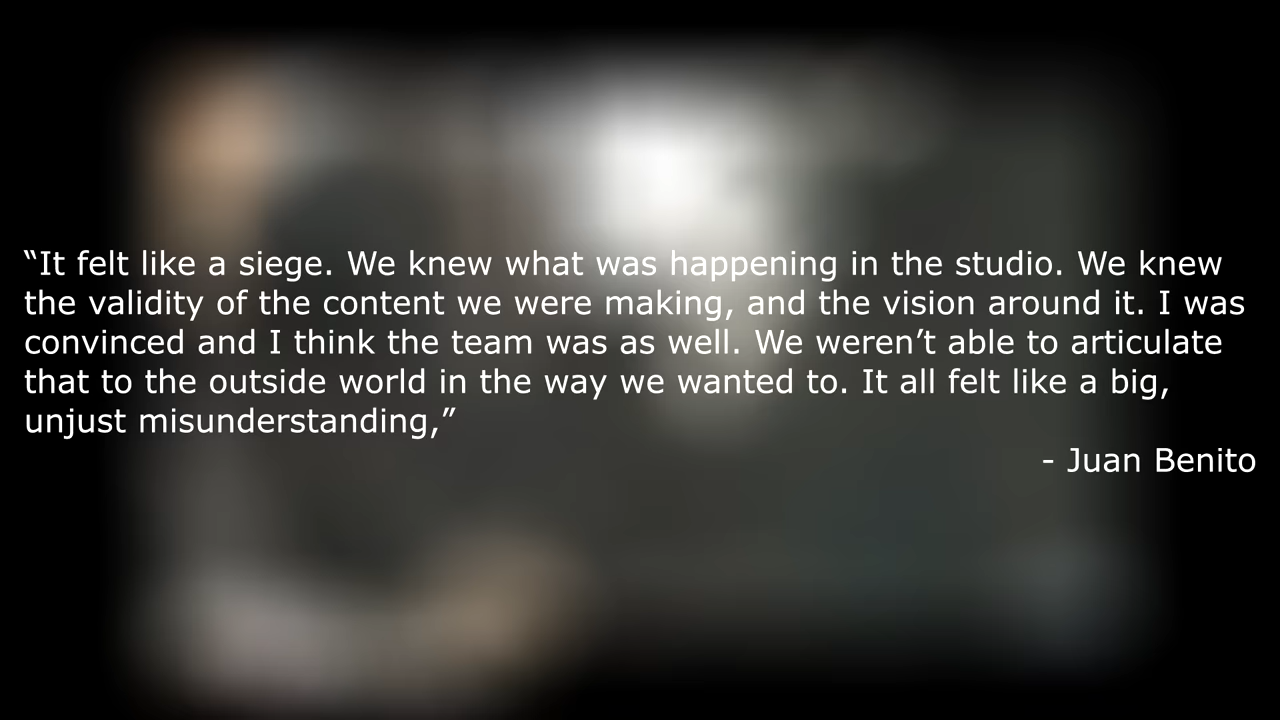 “It felt like a siege. We knew what was happening in the studio. We knew
the validity of the content we were making, and the vision around it. I was
convinced and I think the team was as well. We weren’t able to articulate
that to the outside world in the way we wanted to. It all felt like a big,
unjust misunderstanding,”
- Juan Benito